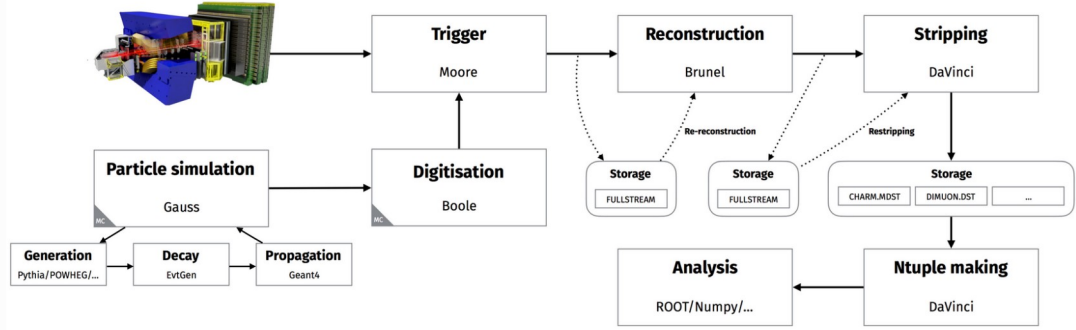 Trigger
Moore
Reconstruction
Brunel
Stripping
DaVinci
Re-reconstruction
Restripping
Particle simulation
Gauss
MC
Digitisation
Boole
MC
Storage
FULLSTREAM
Storage
FULLSTREAM
Storage
CHARM.MDST
DIMUON.DST
...
Generation
Pythia/POWHEG/...
Decay
EvtGen
Propagation
Geant4
Analysis
ROOT/Numpy/...
Ntuple making
DaVinci